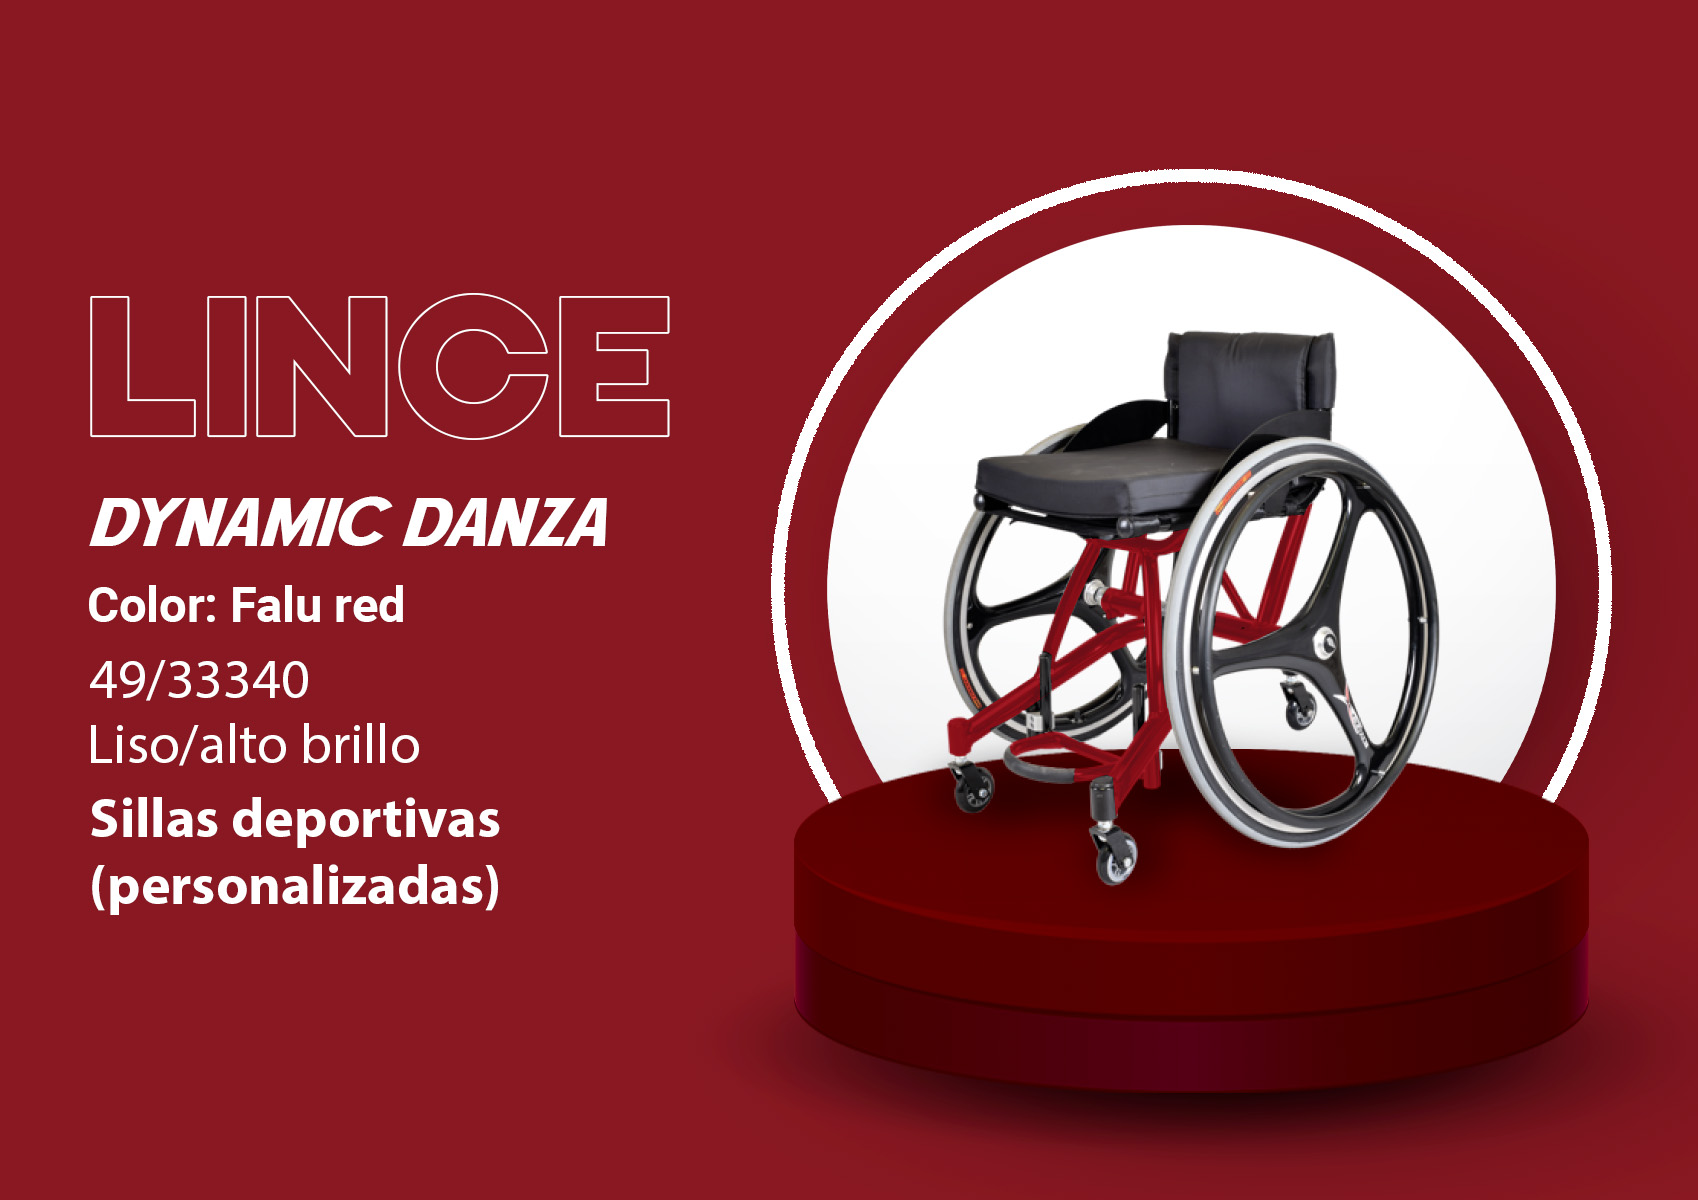 LINCE
DYNAMIC DANZA
Color: Falu red
49/33340
Liso/alto brillo
Sillas deportivas
(personalizadas)